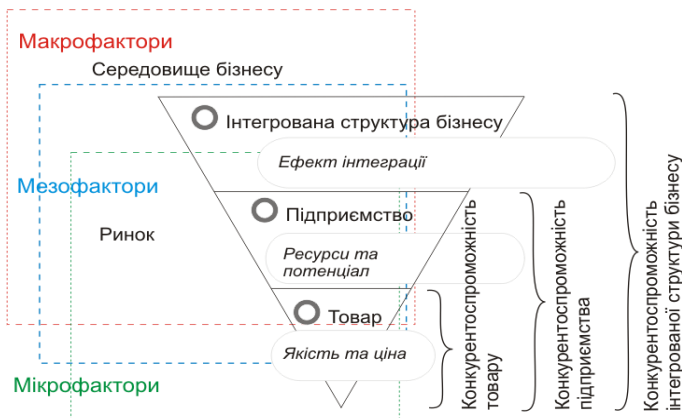 Макрофактори
Середовище бізнесу
Інтегрована структура бізнесу
Ефект інтеграції
Мезофактори
Підприємство
Ринок
Ресурси та
потенціал
Товар
Якість та ціна
Мікрофактори
Конкурентоспроможність
товару
Конкурентоспроможність
підприємства
Конкурентоспроможність
інтегрованої структури бізнесу